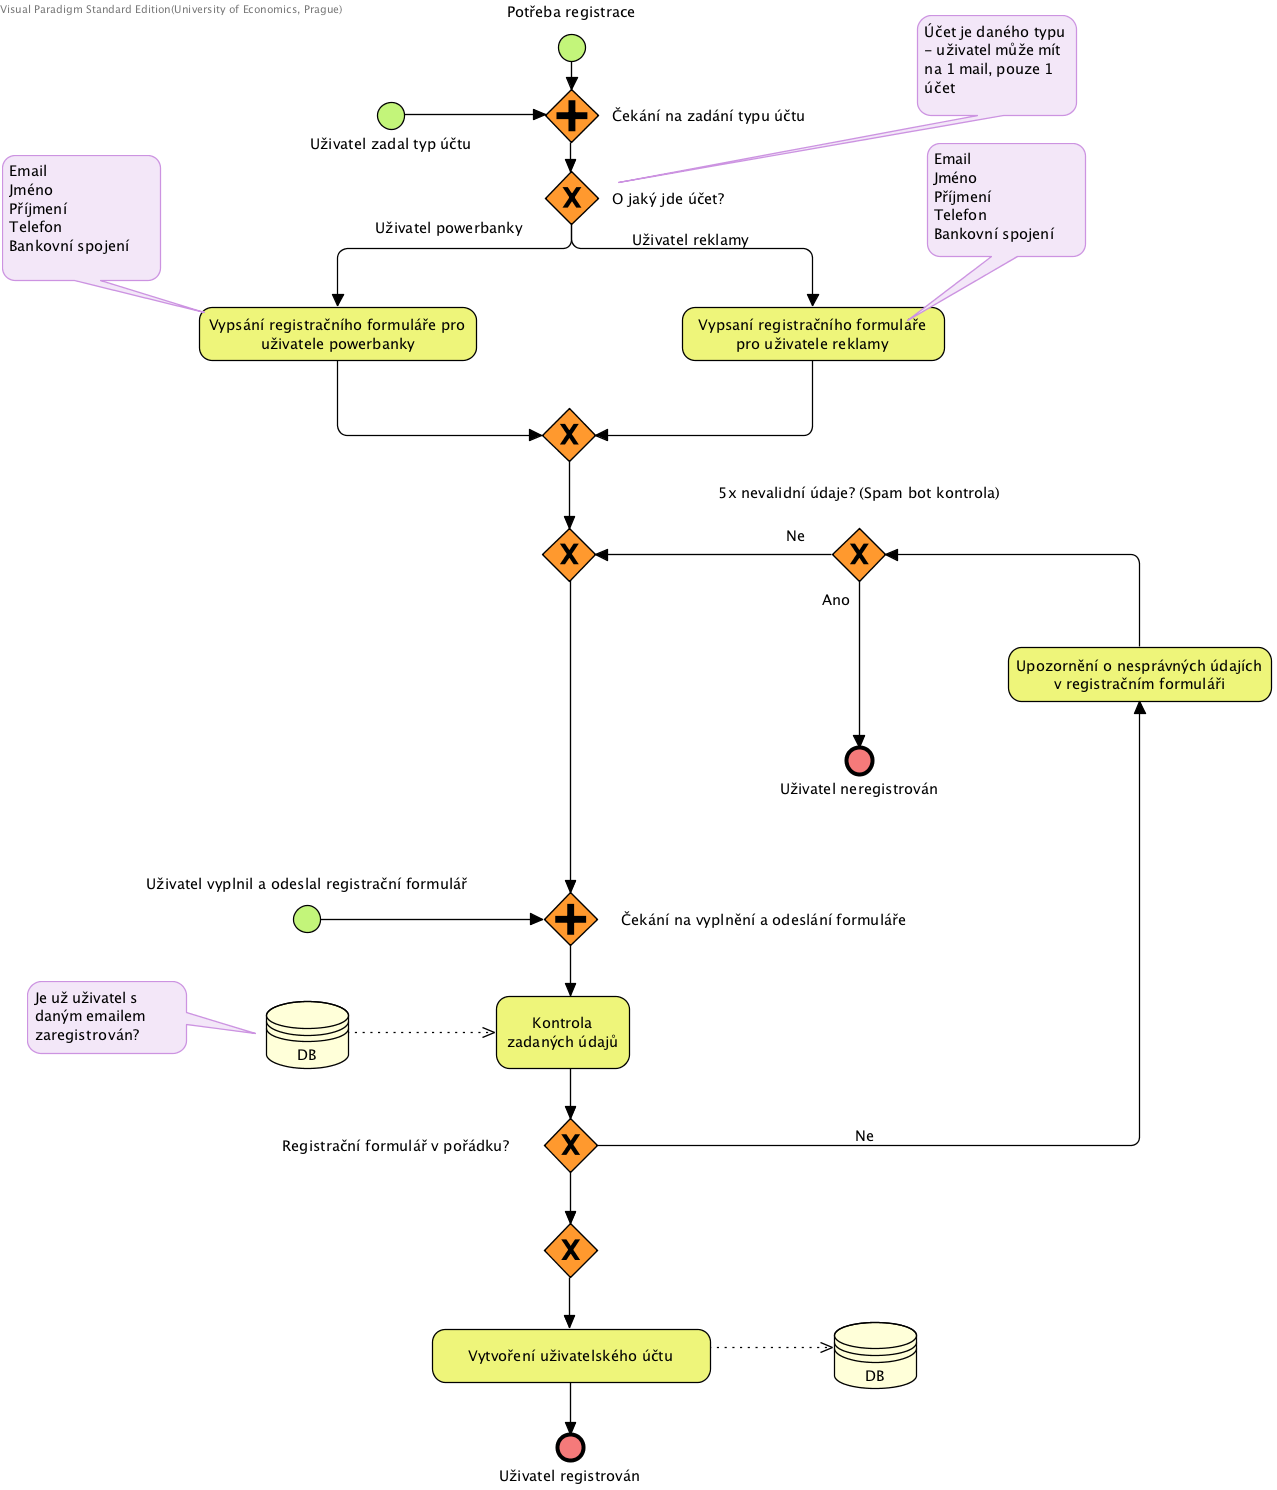 Visual Paradigm Standard Edition(University of Economics, Prague)
Potřeba registrace
Účet je daného typu
- uživatel může mít
na 1 mail, pouze 1
účet
Čekání na zadání typu účtu
Uživatel zadal typ účtu
Email
Jméno
Příjmení
Telefon
Bankovní spojení
Email
Jméno
Příjmení
Telefon
Bankovní spojení
X
O jaký jde účet?
Uživatel powerbanky
Uživatel reklamy
Vypsání registračního formuláře pro
uživatele powerbanky
Vypsaní registračního formuláře
pro uživatele reklamy
X
5x nevalidní údaje? (Spam bot kontrola)
X
Ne
X
Ano
Upozornění o nesprávných údajích
v registračním formuláři
Uživatel neregistrován
Uživatel vyplnil a odeslal registrační formulář
Čekání na vyplnění a odeslání formuláře
Je už uživatel s
daným emailem
zaregistrován?
DB
Kontrola
zadaných údajů
Registrační formulář v pořádku?
X
Ne
X
Vytvoření uživatelského účtu
DB
Uživatel registrován